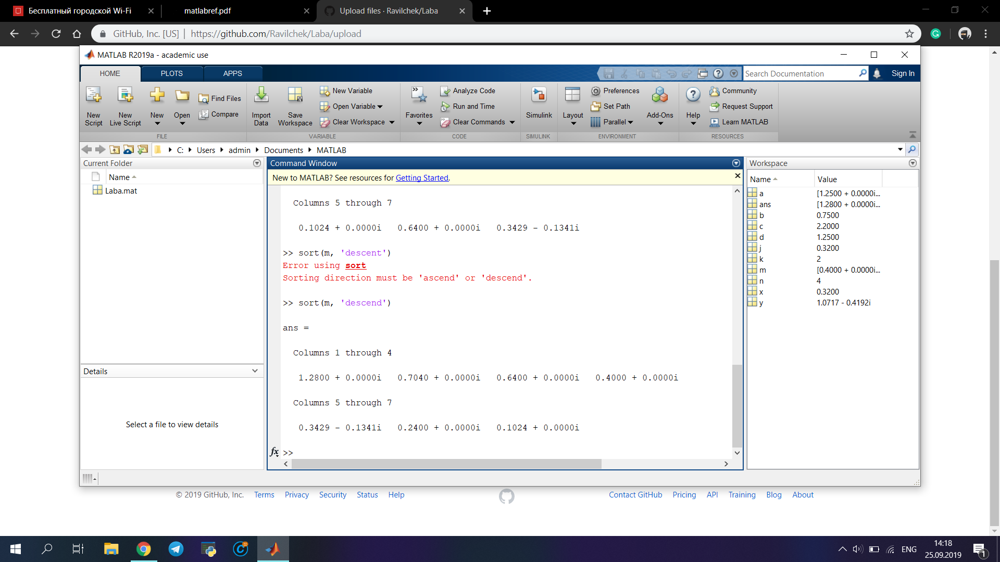 Бесплатный городской Wi-Fi
matlabref.pdf
Upload files · Ravilchek/Laba
GitHub, Inc. [US] | https://github.com/Ravilchek/Laba/upload
MATLAB R2019a - academic use
HOME PLOTS APPS
Search Documentation
Sign In
New Script
New Live Script
New
Open
Find Files
Compare
Import Data
Save Workspace
New Variable
Open Variable
Clear Workspace
Favorites
Analyze Code
Run and Time
Clear Commands
Simulink
Layout
Preferences
Set Path
Parallel
Add-Ons
Help
Community
Request Support
Learn MATLAB
FILE VARIABLE CODE SIMULINK ENVIRONMENT RESOURCES
C: Users admin Documents MATLAB
Current Folder
Name
Laba.mat
Details
Select a file to view details
Command Window
New to MATLAB? See resources for Getting Started.
Columns 5 through 7
0.1024 + 0.0000i 0.6400 + 0.0000i 0.3429 - 0.1341i
>> sort(m, 'descent')
Error using sort
Sorting direction must be 'ascend' or 'descend'.
>> sort(m, 'descend')
ans =
Columns 1 through 4
1.2800 + 0.0000i 0.7040 + 0.0000i 0.6400 + 0.0000i 0.4000 + 0.0000i
Columns 5 through 7
0.3429 - 0.1341i 0.2400 + 0.0000i 0.1024 + 0.0000i
fx >>
Workspace
Name Value
a [1.2500 + 0.0000i...
ans [1.2800 + 0.0000i...
b 0.7500
c 2.2000
d 1.2500
j 0.3200
k 2
m [0.4000 + 0.0000i...
n 4
x 0.3200
y 1.0717 - 0.4192i
© 2019 GitHub, Inc. Terms Privacy Security Status Help
Contact GitHub Pricing API Training Blog About
ENG
14:18
25.09.2019
1